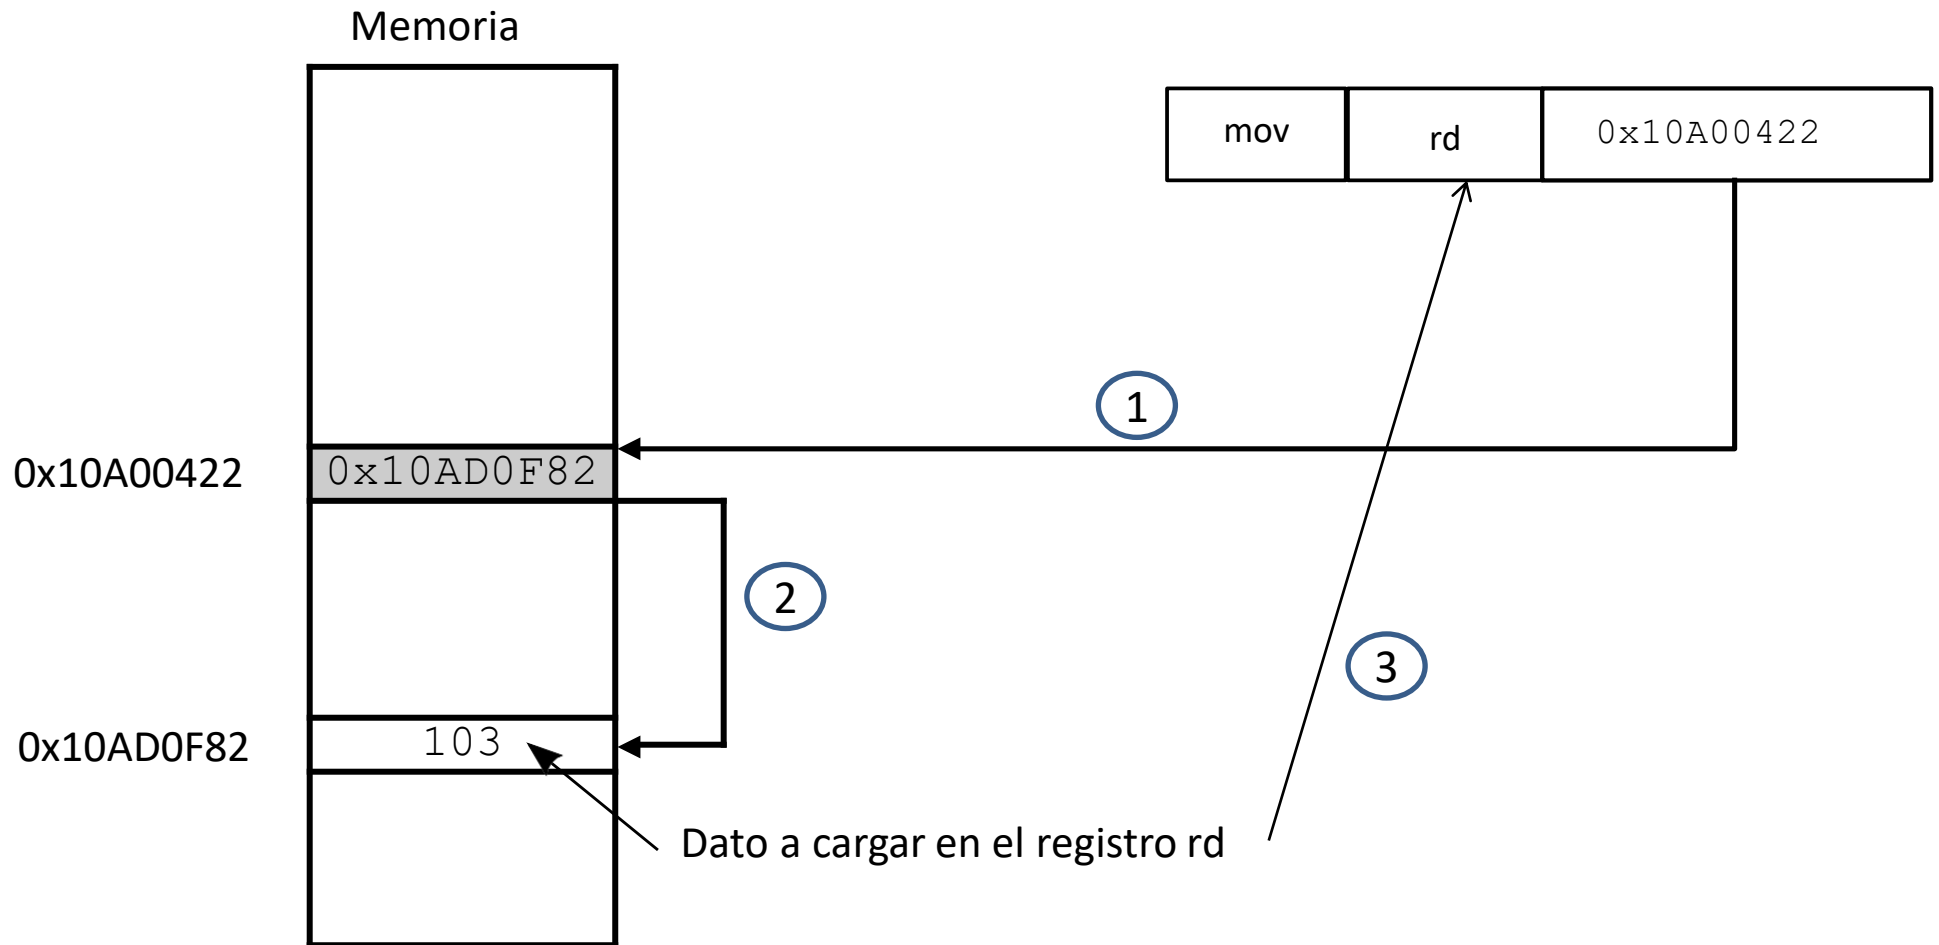 Memoria
mov rd 0x10A00422
1
0x10A00422 0x10AD0F82
2
3
0x10AD0F82 103
Dato a cargar en el registro rd